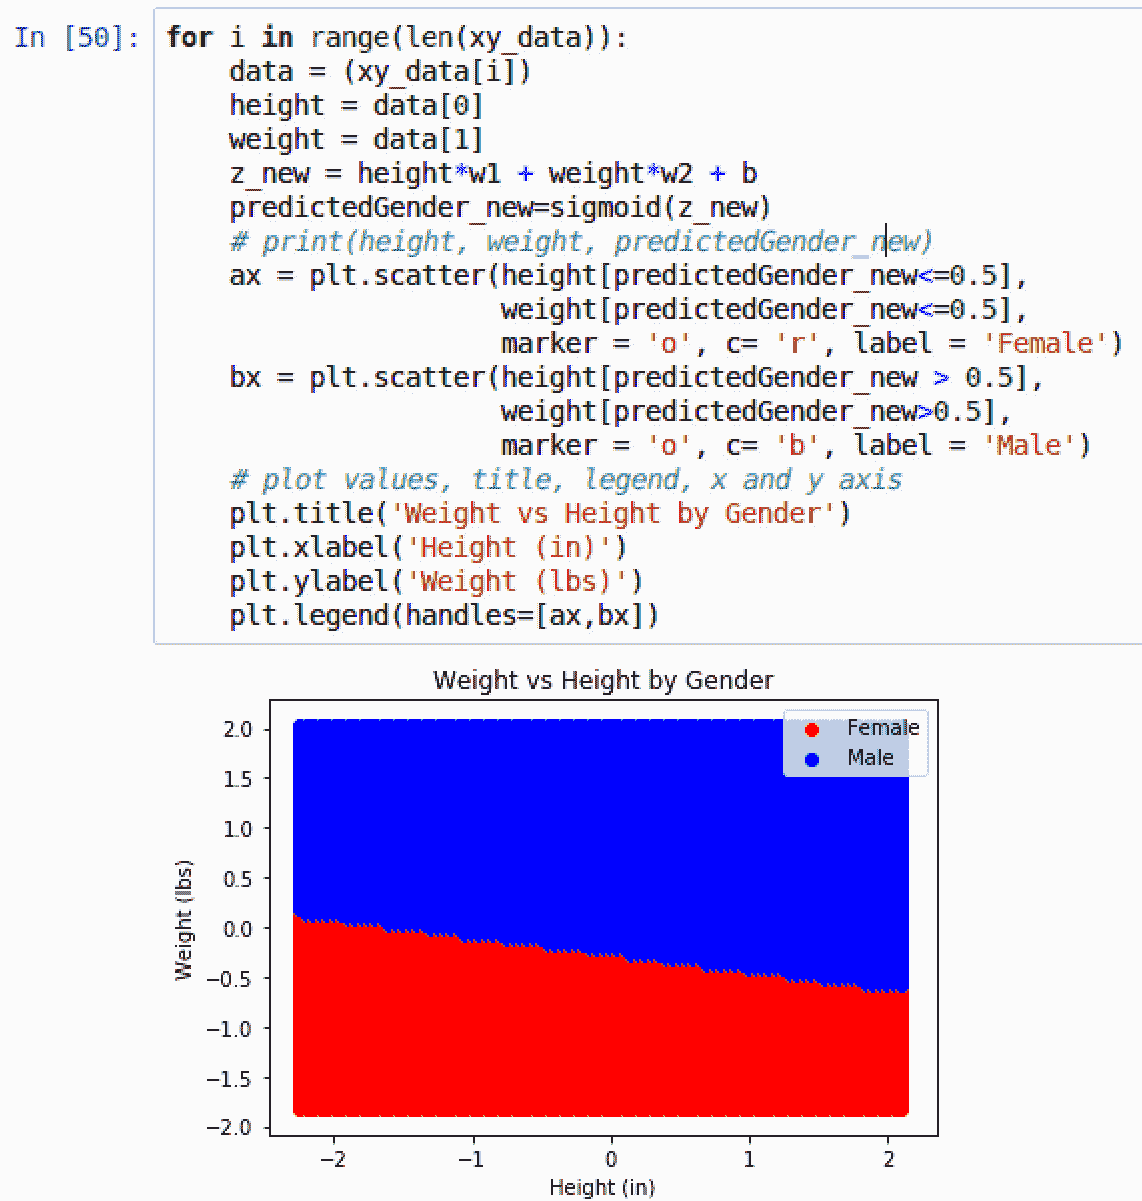 In [50]: for i in range(len(xy_data)):
data = (xy_data[i])
height = data[0]
weight = data[1]
z_new = height*w1 + weight*w2 + b
predictedGender_new=sigmoid(z_new)
# print(height, weight, predictedGender_new)
ax = plt.scatter(height[predictedGender_new<=0.5],
weight[predictedGender_new<=0.5],
marker = 'o', c= 'r', label = 'Female')
bx = plt.scatter(height[predictedGender_new > 0.5],
weight[predictedGender_new>0.5],
marker = 'o', c= 'b', label = 'Male')
# plot values, title, legend, x and y axis
plt.title('Weight vs Height by Gender')
plt.xlabel('Height (in)')
plt.ylabel('Weight (lbs)')
plt.legend(handles=[ax,bx])
Weight vs Height by Gender
Female
Male
2.0
1.5
1.0
0.5
0.0
−0.5
−1.0
−1.5
−2.0
Weight (lbs)
−2 −1 0 1 2
Height (in)